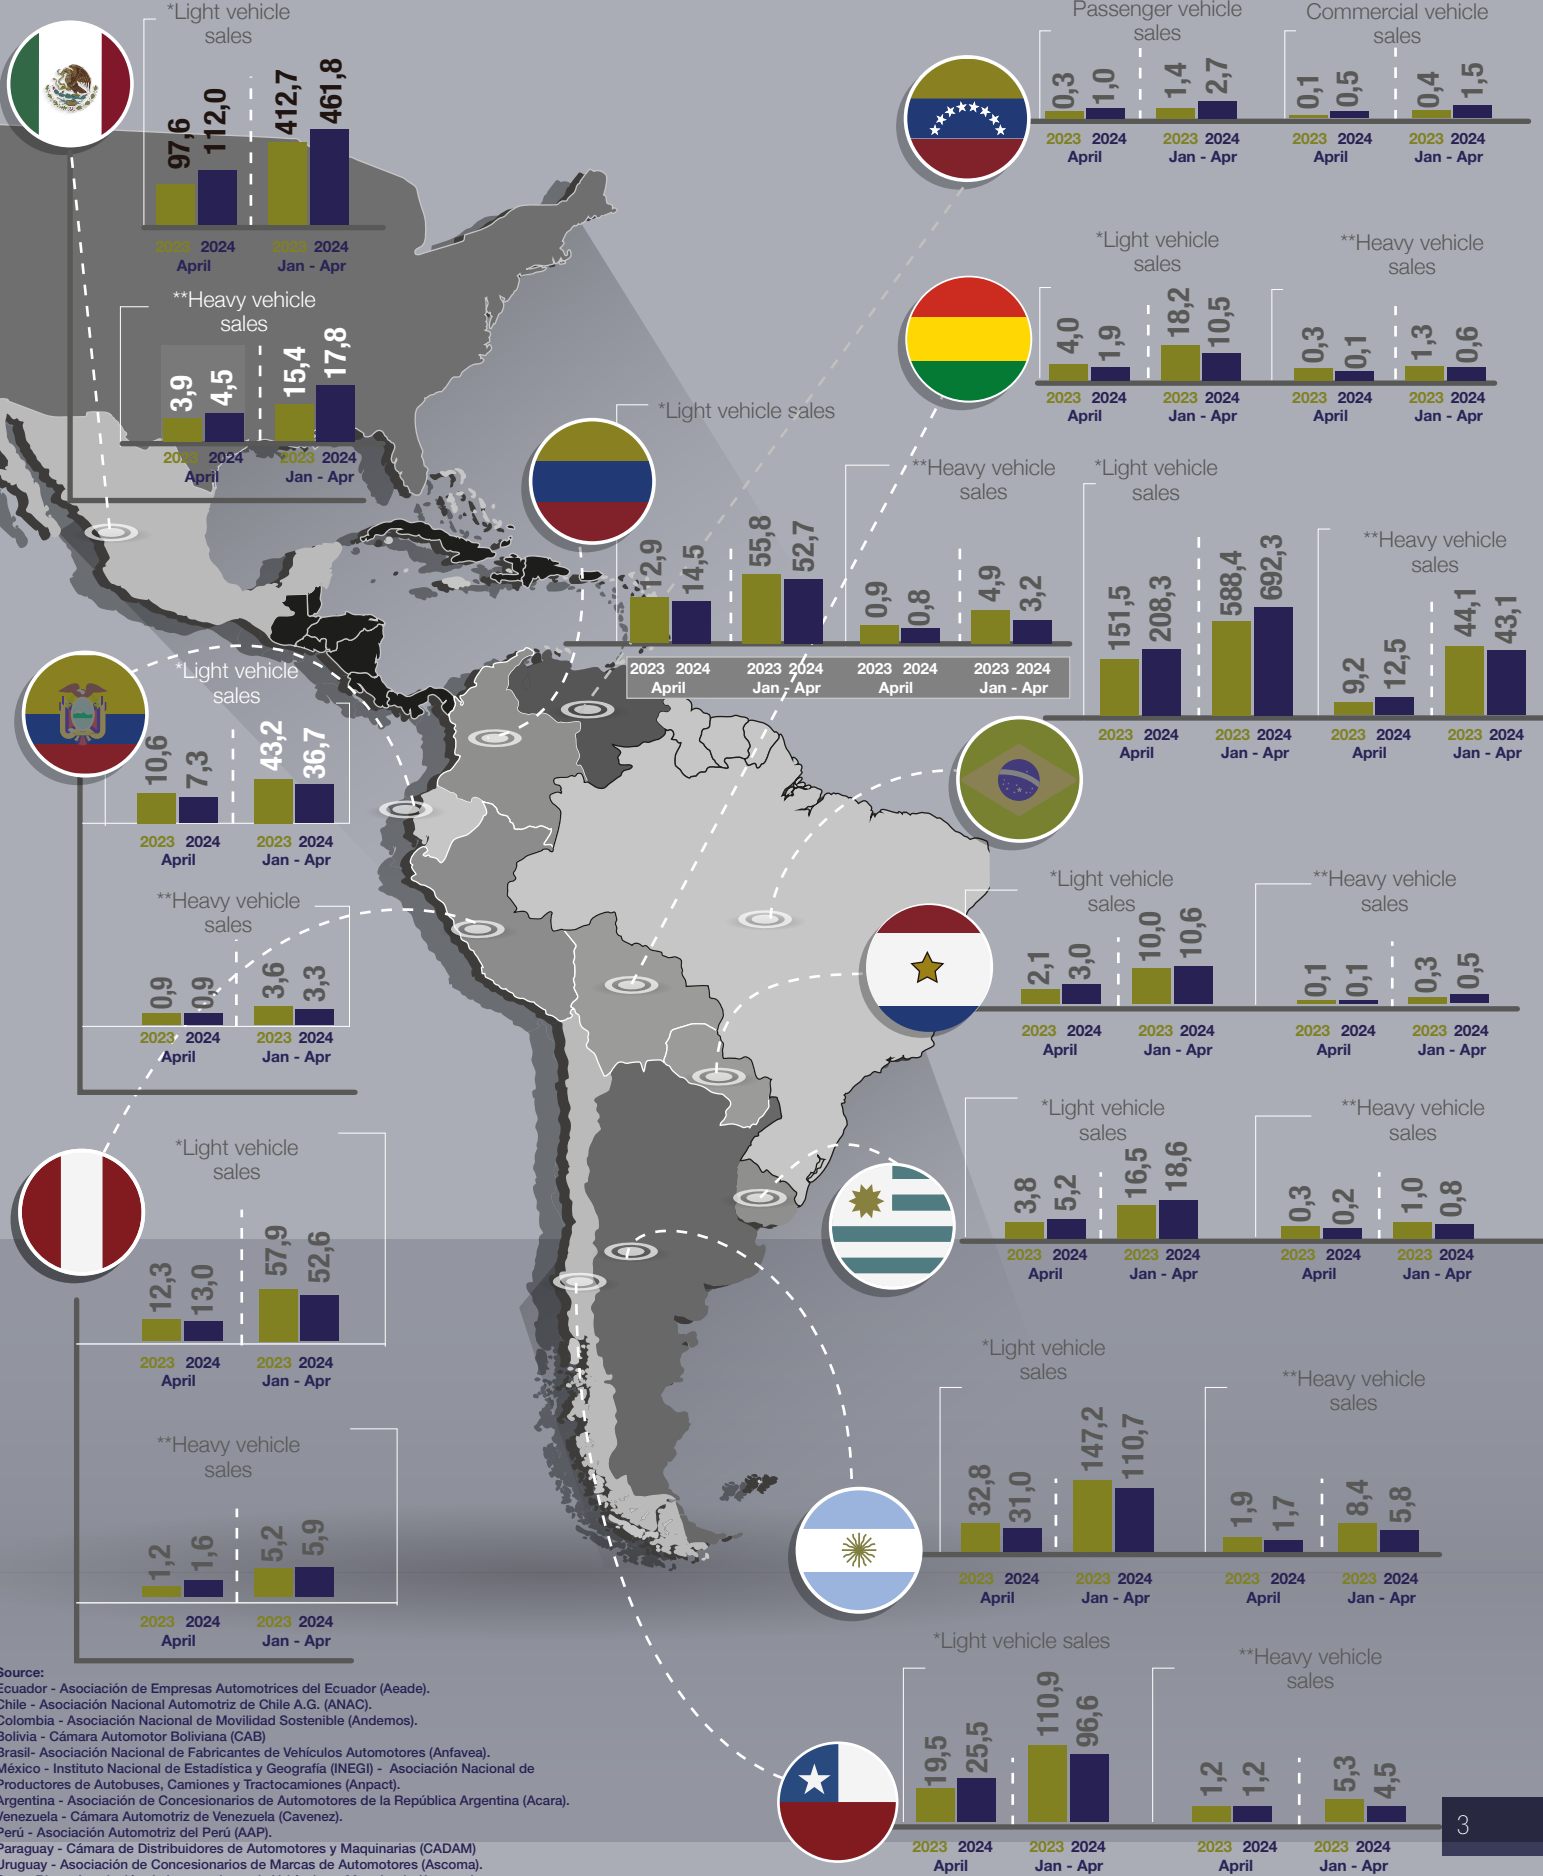 *Light vehicle
sales
97,6
112,0
412,7
461,8
2023 2024
April
2023 2024
Jan - Apr
**Heavy vehicle
sales
3,9
4,5
15,4
17,8
2023 2024
April
2023 2024
Jan - Apr
Passenger vehicle
sales
0,3
1,0
1,4
2,7
2023 2024
April
2023 2024
Jan - Apr
Commercial vehicle
sales
0,1
0,5
0,4
1,5
2023 2024
April
2023 2024
Jan - Apr
*Light vehicle
sales
4,0
1,9
18,2
10,5
2023 2024
April
2023 2024
Jan - Apr
**Heavy vehicle
sales
0,3
0,1
1,3
0,6
2023 2024
April
2023 2024
Jan - Apr
*Light vehicle sales
12,9
14,5
55,8
52,7
2023 2024
April
2023 2024
Jan - Apr
**Heavy vehicle
sales
0,9
0,8
4,9
3,2
2023 2024
April
2023 2024
Jan - Apr
*Light vehicle
sales
151,5
208,3
588,4
692,3
2023 2024
April
2023 2024
Jan - Apr
**Heavy vehicle
sales
9,2
12,5
44,1
43,1
2023 2024
April
2023 2024
Jan - Apr
*Light vehicle
sales
10,6
7,3
43,2
36,7
2023 2024
April
2023 2024
Jan - Apr
**Heavy vehicle
sales
0,9
0,9
3,6
3,3
2023 2024
April
2023 2024
Jan - Apr
*Light vehicle
sales
2,1
3,0
10,0
10,6
2023 2024
April
2023 2024
Jan - Apr
**Heavy vehicle
sales
0,1
0,1
0,3
0,5
2023 2024
April
2023 2024
Jan - Apr
*Light vehicle
sales
3,8
5,2
16,5
18,6
2023 2024
April
2023 2024
Jan - Apr
**Heavy vehicle
sales
0,3
0,2
1,0
0,8
2023 2024
April
2023 2024
Jan - Apr
*Light vehicle
sales
12,3
13,0
57,9
52,6
2023 2024
April
2023 2024
Jan - Apr
**Heavy vehicle
sales
1,2
1,6
5,2
5,9
2023 2024
April
2023 2024
Jan - Apr
*Light vehicle
sales
32,8
31,0
147,2
110,7
2023 2024
April
2023 2024
Jan - Apr
**Heavy vehicle
sales
1,9
1,7
8,4
5,8
2023 2024
April
2023 2024
Jan - Apr
*Light vehicle sales
19,5
25,5
110,9
96,6
2023 2024
April
2023 2024
Jan - Apr
**Heavy vehicle
sales
1,2
1,2
5,3
4,5
2023 2024
April
2023 2024
Jan - Apr
Source:
Ecuador - Asociación de Empresas Automotrices del Ecuador (Aeade).
Chile - Asociación Nacional Automotriz de Chile A.G. (ANAC).
Colombia - Asociación Nacional de Movilidad Sostenible (Andemos).
Bolivia - Cámara Automotor Boliviana (CAB)
Brasil- Asociación Nacional de Fabricantes de Vehículos Automotores (Anfavea).
México - Instituto Nacional de Estadística y Geografía (INEGI) - Asociación Nacional de
Productores de Autobuses, Camiones y Tractocamiones (Anpact).
Argentina - Asociación de Concesionarios de Automotores de la República Argentina (Acara).
Venezuela - Cámara Automotriz de Venezuela (Cavenez).
Perú - Asociación Automotriz del Perú (AAP).
Paraguay - Cámara de Distribuidores de Automotores y Maquinarias (CADAM)
Uruguay - Asociación de Concesionarios de Marcas de Automotores (Ascoma).
3